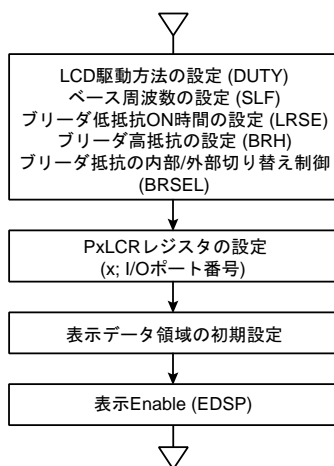 LCD駆動方法の設定 (DUTY)
ベース周波数の設定 (SLF)
ブリーダ低抵抗ON時間の設定 (LRSE)
ブリーダ高抵抗の設定 (BRH)
ブリーダ抵抗の内部/外部切り替え制御
(BRSEL)
PxLCRレジスタの設定
(x; I/Oポート番号)
表示データ領域の初期設定
表示Enable (EDSP)